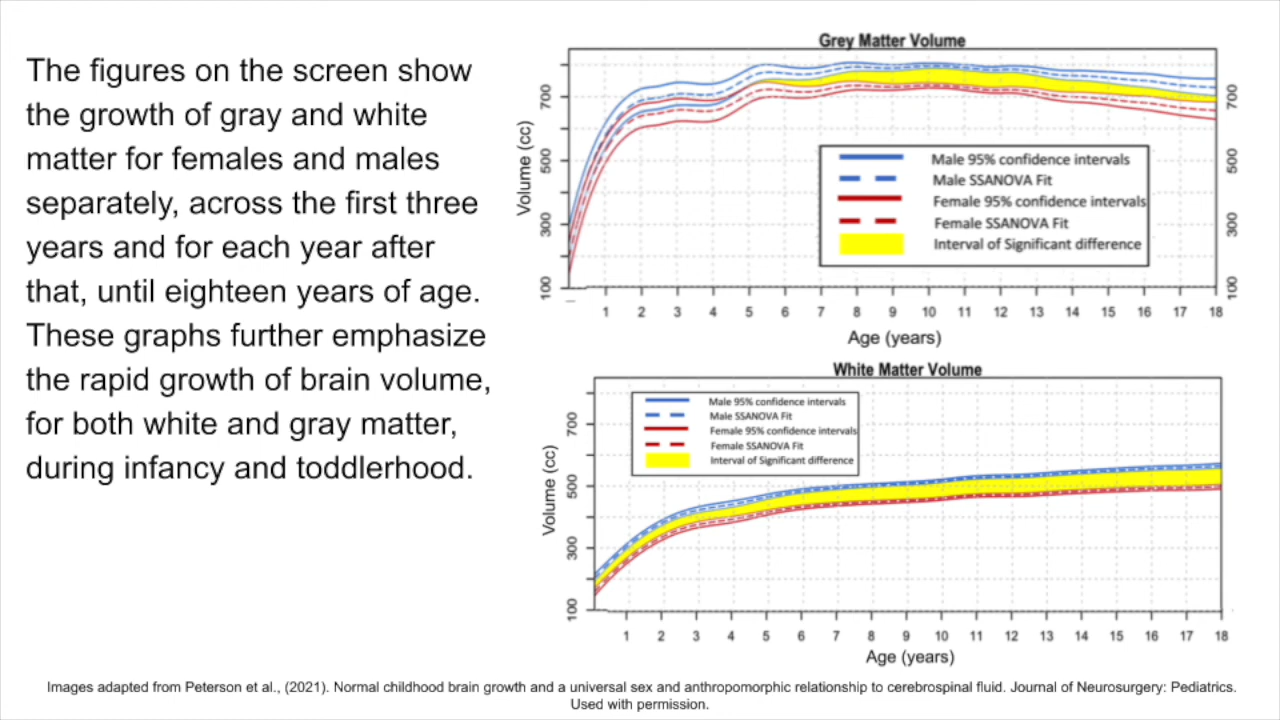 The figures on the screen show
the growth of gray and white
matter for females and males
separately, across the first three
years and for each year after
that, until eighteen years of age.
These graphs further emphasize
the rapid growth of brain volume,
for both white and gray matter,
during infancy and toddlerhood.
Grey Matter Volume
Volume (cc)
700
500
300
100
Male 95% confidence intervals
Male SSANOVA Fit
Female 95% confidence intervals
Female SSANOVA Fit
Interval of Significant difference
700
500
300
100
1 2 3 4 5 6 7 8 9 10 11 12 13 14 15 16 17 18
Age (years)
White Matter Volume
Volume (cc)
700
500
300
100
Male 95% confidence intervals
Male SSANOVA Fit
Female 95% confidence intervals
Female SSANOVA Fit
Interval of Significant difference
1 2 3 4 5 6 7 8 9 10 11 12 13 14 15 16 17 18
Age (years)
Images adapted from Peterson et al., (2021). Normal childhood brain growth and a universal sex and anthropomorphic relationship to cerebrospinal fluid. Journal of Neurosurgery: Pediatrics.
Used with permission.